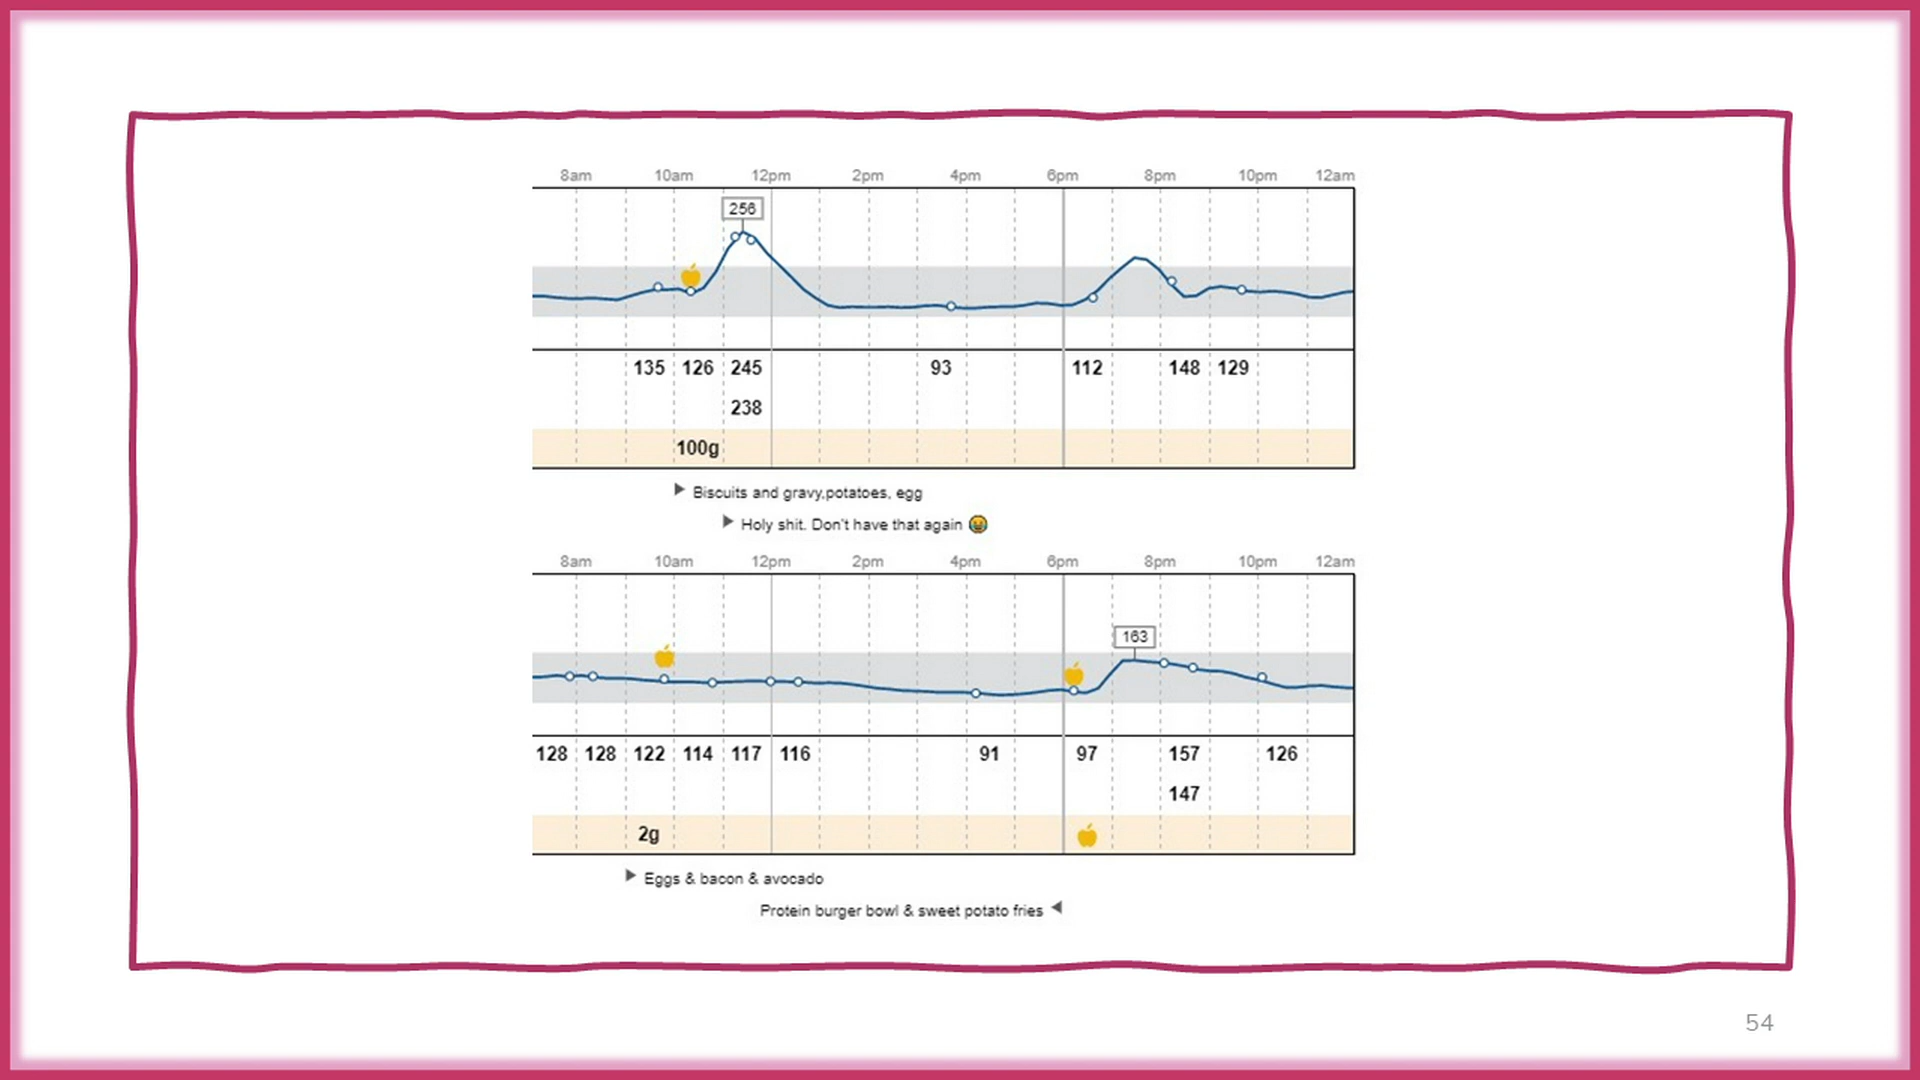 8am 10am 12pm 2pm 4pm 6pm 8pm 10pm 12am
256
135 126 245 93 112 148 129
238
100g
Biscuits and gravy,potatoes, egg
Holy shit. Don't have that again 😭
8am 10am 12pm 2pm 4pm 6pm 8pm 10pm 12am
163
128 128 122 114 117 116 91 97 157 126
147
2g
Eggs & bacon & avocado
Protein burger bowl & sweet potato fries
54